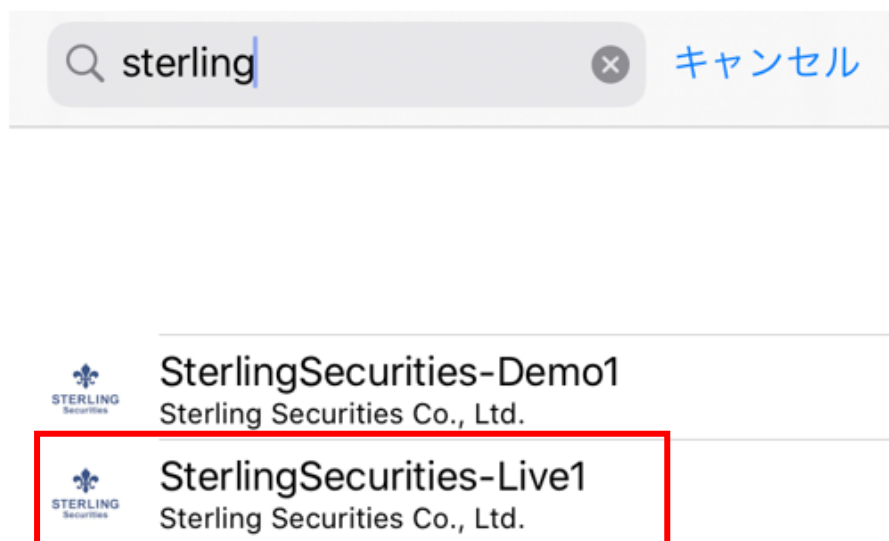 sterling
キャンセル
STERLING
Securities
SterlingSecurities-Demo1
Sterling Securities Co., Ltd.
STERLING
Securities
SterlingSecurities-Live1
Sterling Securities Co., Ltd.